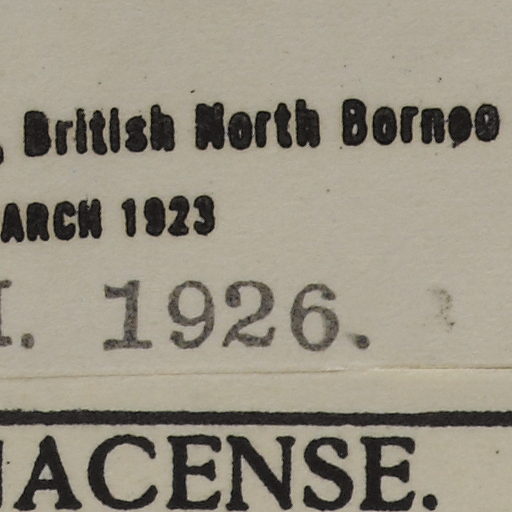 , British North Borneo
ARCH 1923
. 1926.
ACENSE.